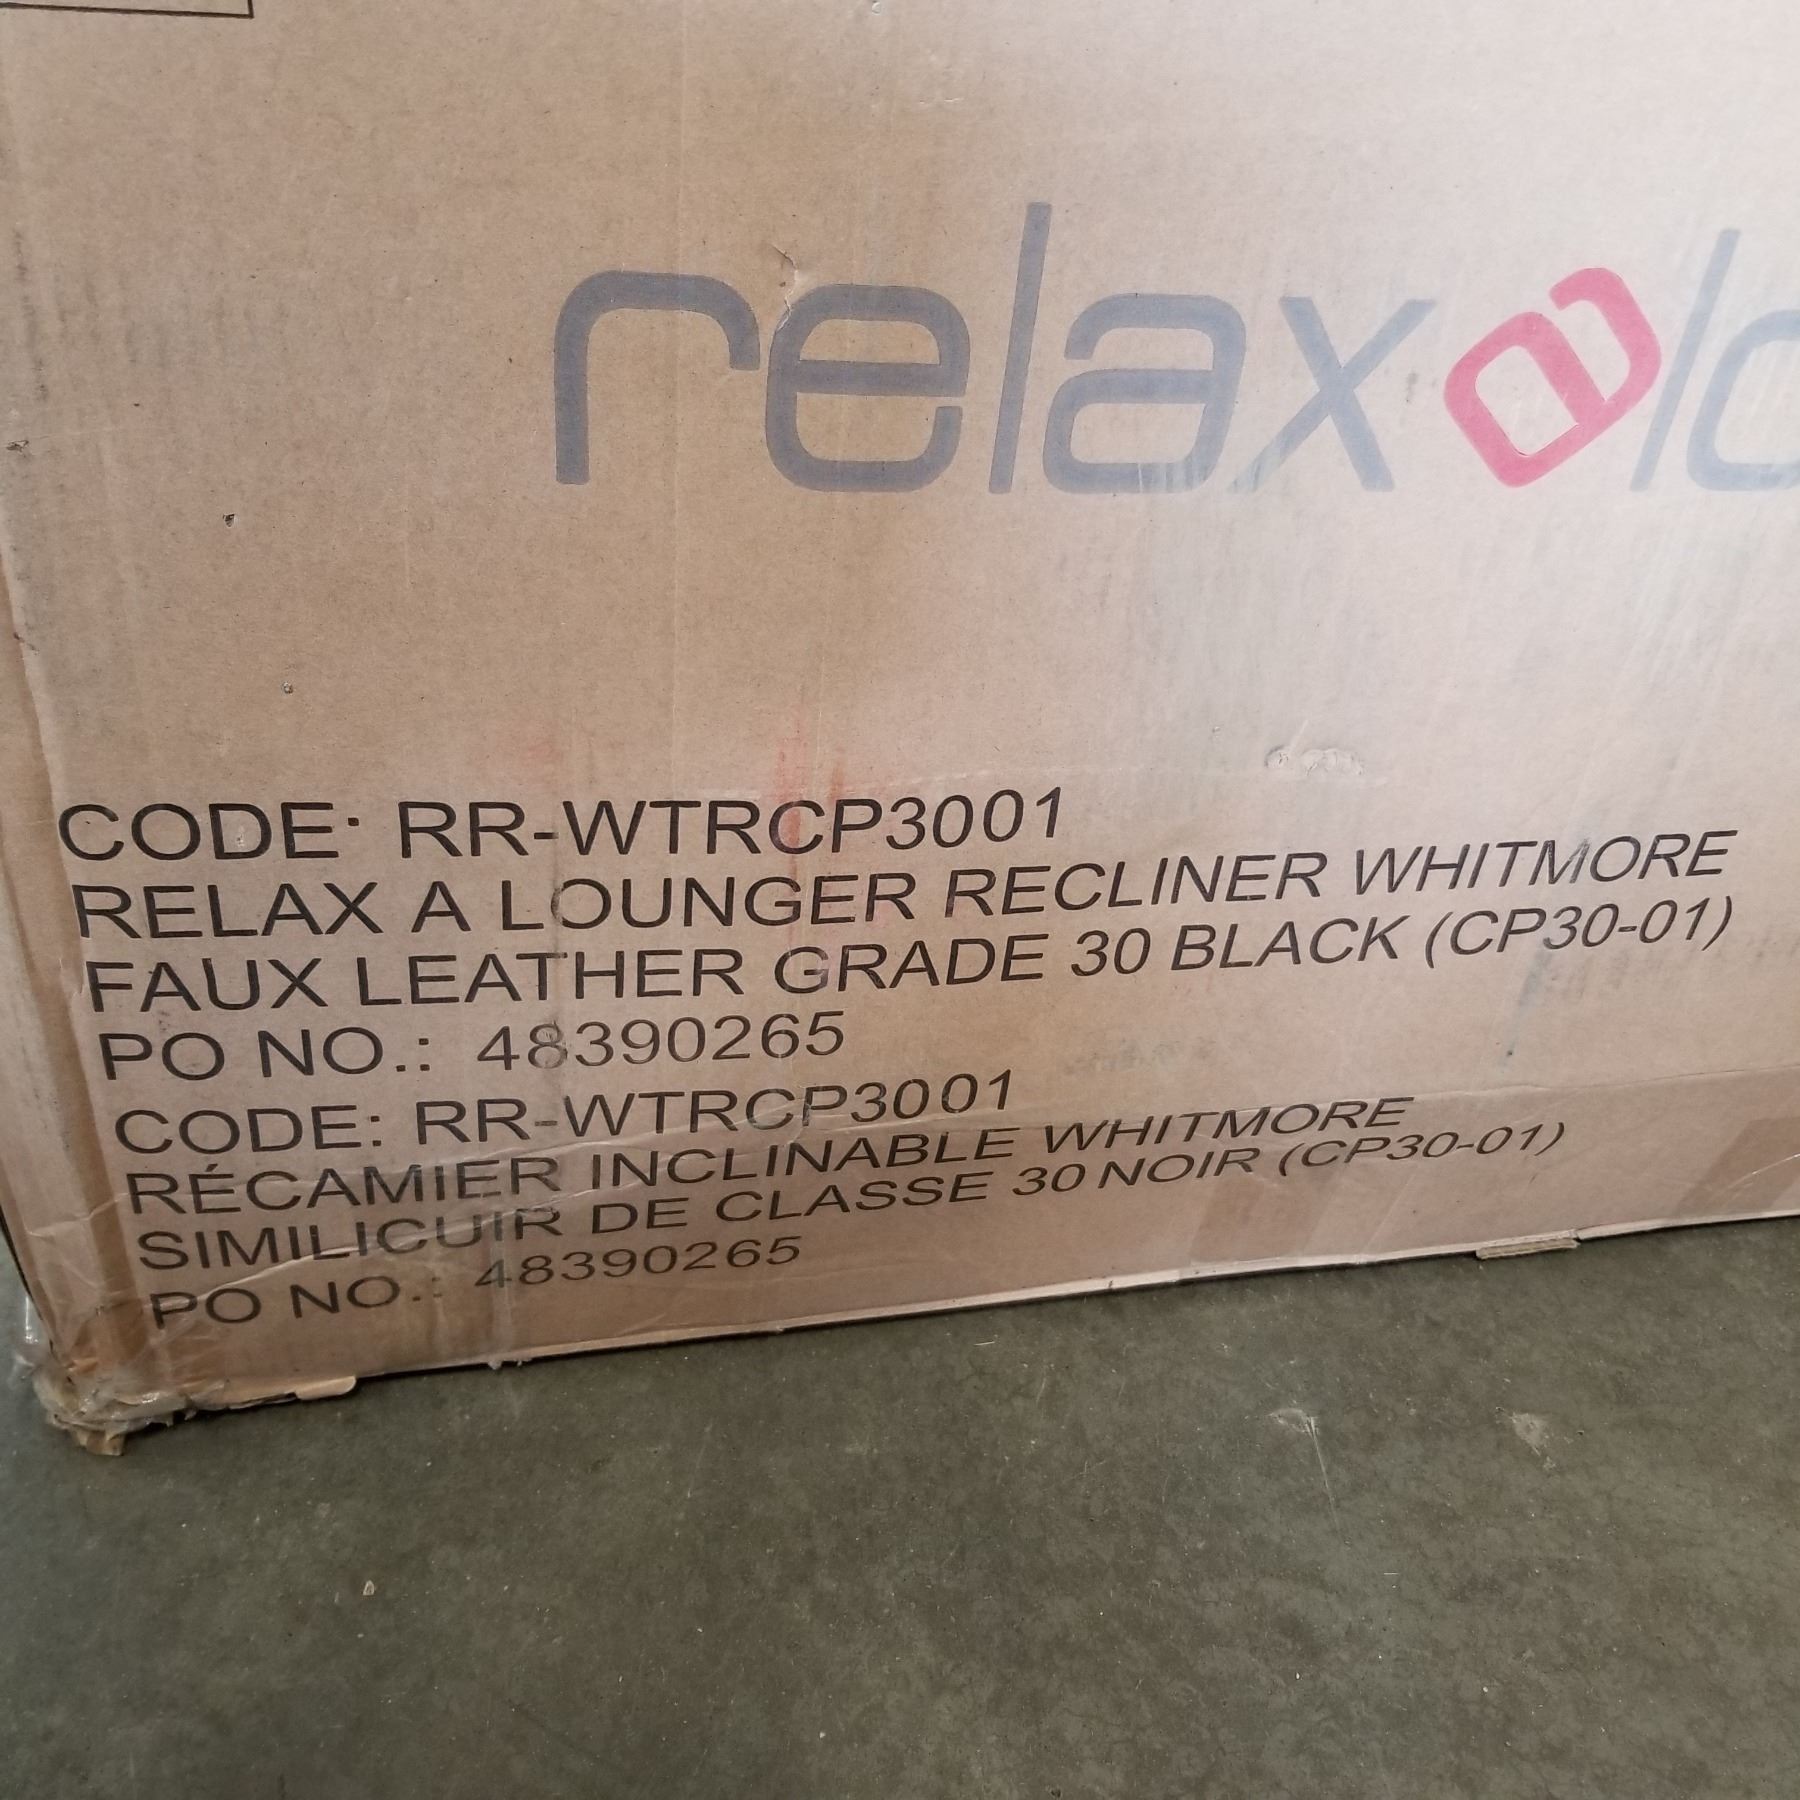 relax a lo
CODE: RR-WTRCP3001
RELAX A LOUNGER RECLINER WHITMORE
FAUX LEATHER GRADE 30 BLACK (CP30-01)
PO NO.: 48390265
CODE: RR-WTRCP3001
RÉCAMIER INCLINABLE WHITMORE
SIMILICUIR DE CLASSE 30 NOIR (CP30-01)
PO NO.: 48390265